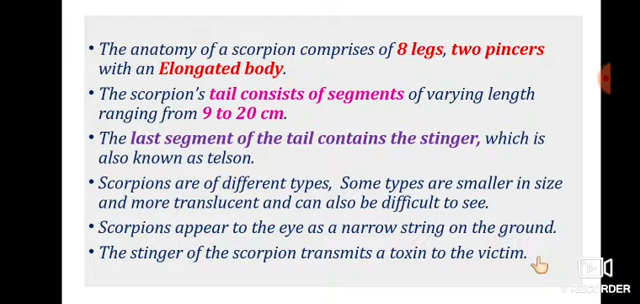 • The anatomy of a scorpion comprises of 8 legs, two pincers
with an Elongated body.
• The scorpion's tail consists of segments of varying length
ranging from 9 to 20 cm.
• The last segment of the tail contains the stinger, which is
also known as telson.
• Scorpions are of different types, Some types are smaller in size
and more translucent and can also be difficult to see.
• Scorpions appear to the eye as a narrow string on the ground.
• The stinger of the scorpion transmits a toxin to the victim.
RECORDER